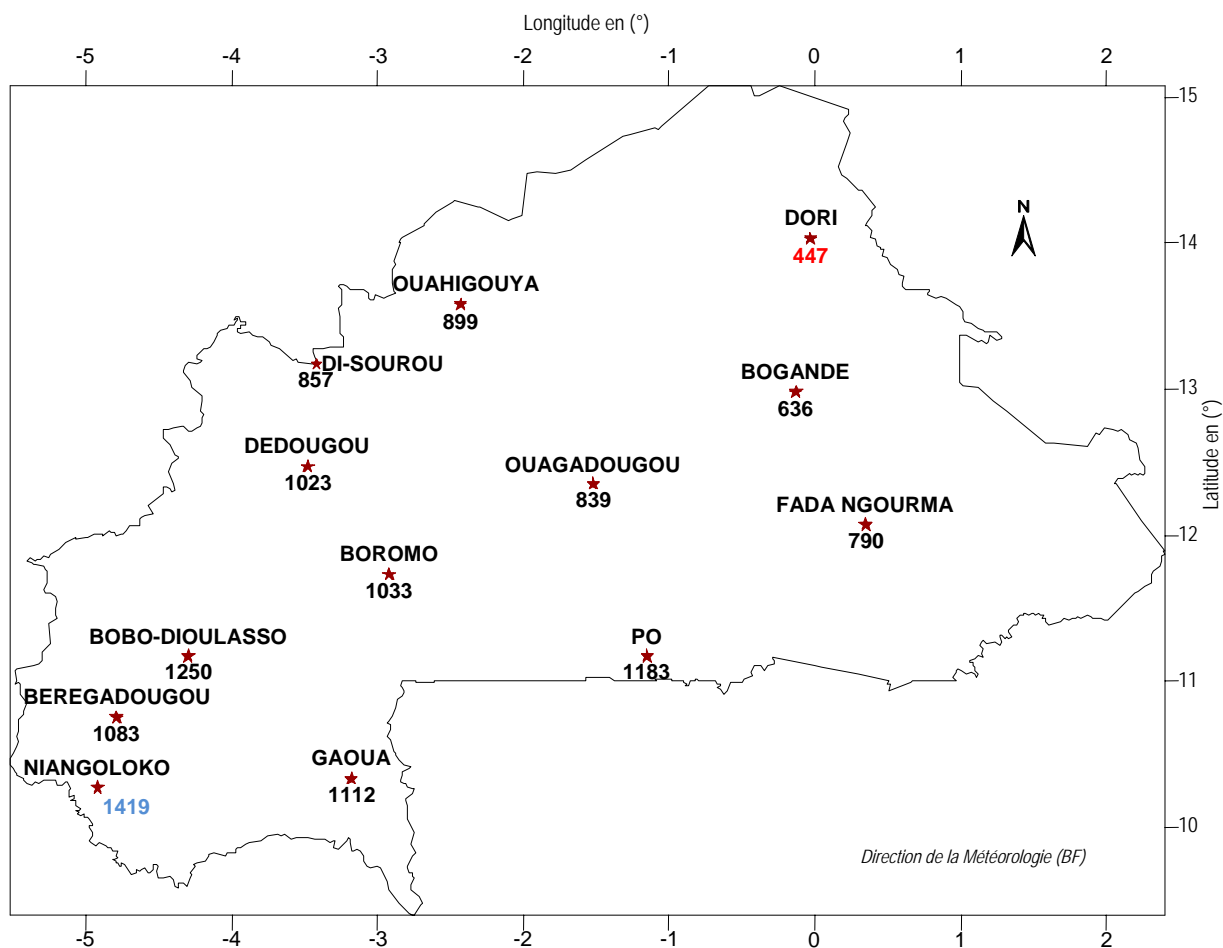 Longitude en (°)
-5 -4 -3 -2 -1 0 1 2
15
N
DORI
14
447
OUAHIGOUYA
899
DI-SOUROU
857
BOGANDE
13
636
Latitude en (°)
DEDOUGOU
1023
OUAGADOUGOU
839
FADA NGOURMA
12
790
BOROMO
1033
BOBO-DIOULASSO
1250
PO
1183
11
BEREGADOUGOU
1083
NIANGOLOKO
1419
GAOUA
1112
10
Direction de la Météorologie (BF)
-5 -4 -3 -2 -1 0 1 2